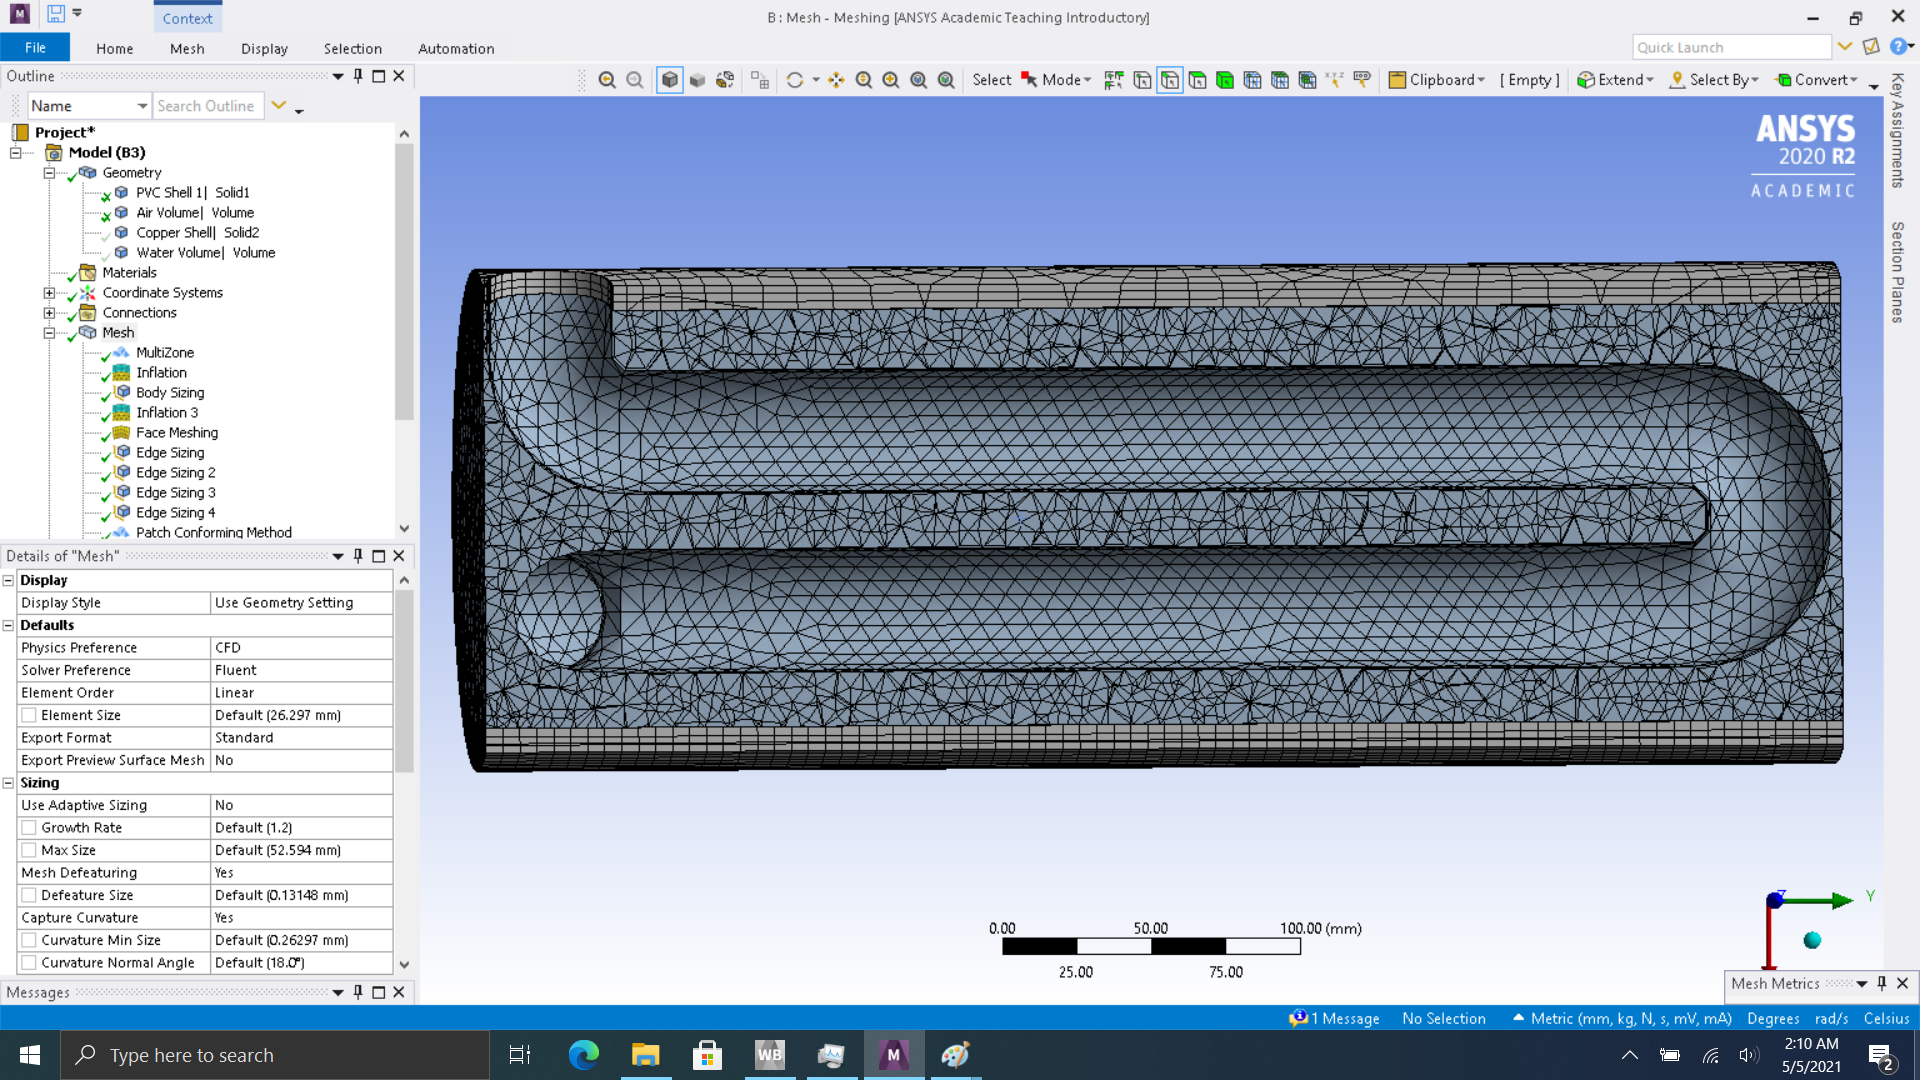 Context
B : Mesh - Meshing [ANSYS Academic Teaching Introductory]
File Home Mesh Display Selection Automation
Quick Launch
Outline
Select Mode Clipboard [ Empty ] Extend Select By Convert
Name Search Outline
Key Assignments
Section Planes
Project*
Model (B3)
Geometry
PVC Shell 1| Solid1
Air Volume| Volume
Copper Shell| Solid2
Water Volume| Volume
Materials
Coordinate Systems
Connections
Mesh
MultiZone
Inflation
Body Sizing
Inflation 3
Face Meshing
Edge Sizing
Edge Sizing 2
Edge Sizing 3
Edge Sizing 4
Patch Conforming Method
ANSYS
2020 R2
ACADEMIC
Details of "Mesh"
Display
Display Style Use Geometry Setting
Defaults
Physics Preference CFD
Solver Preference Fluent
Element Order Linear
Element Size Default (26.297 mm)
Export Format Standard
Export Preview Surface Mesh No
Sizing
Use Adaptive Sizing No
Growth Rate Default (1.2)
Max Size Default (52.594 mm)
Mesh Defeaturing Yes
Defeature Size Default (0.13148 mm)
Capture Curvature Yes
Curvature Min Size Default (0.26297 mm)
Curvature Normal Angle Default (18.0°)
0.00 50.00 100.00 (mm)
25.00 75.00
Z Y
Messages
Mesh Metrics
1 Message No Selection Metric (mm, kg, N, s, mV, mA) Degrees rad/s Celsius
Type here to search
WB
M
2:10 AM
5/5/2021
2